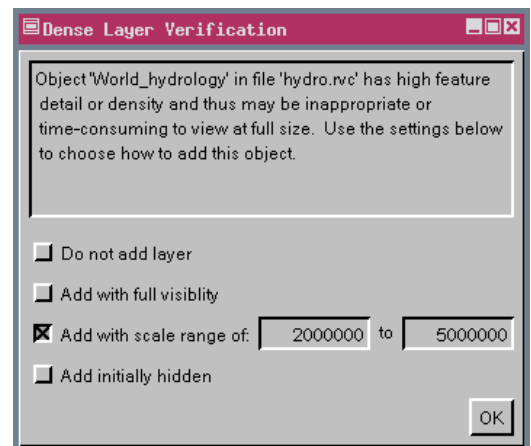 Dense Layer Verification
Object 'World_hydrology' in file 'hydro.rvc' has high feature
detail or density and thus may be inappropriate or
time-consuming to view at full size. Use the settings below
to choose how to add this object.
Do not add layer
Add with full visiblity
Add with scale range of: 2000000 to 5000000
Add initially hidden
OK